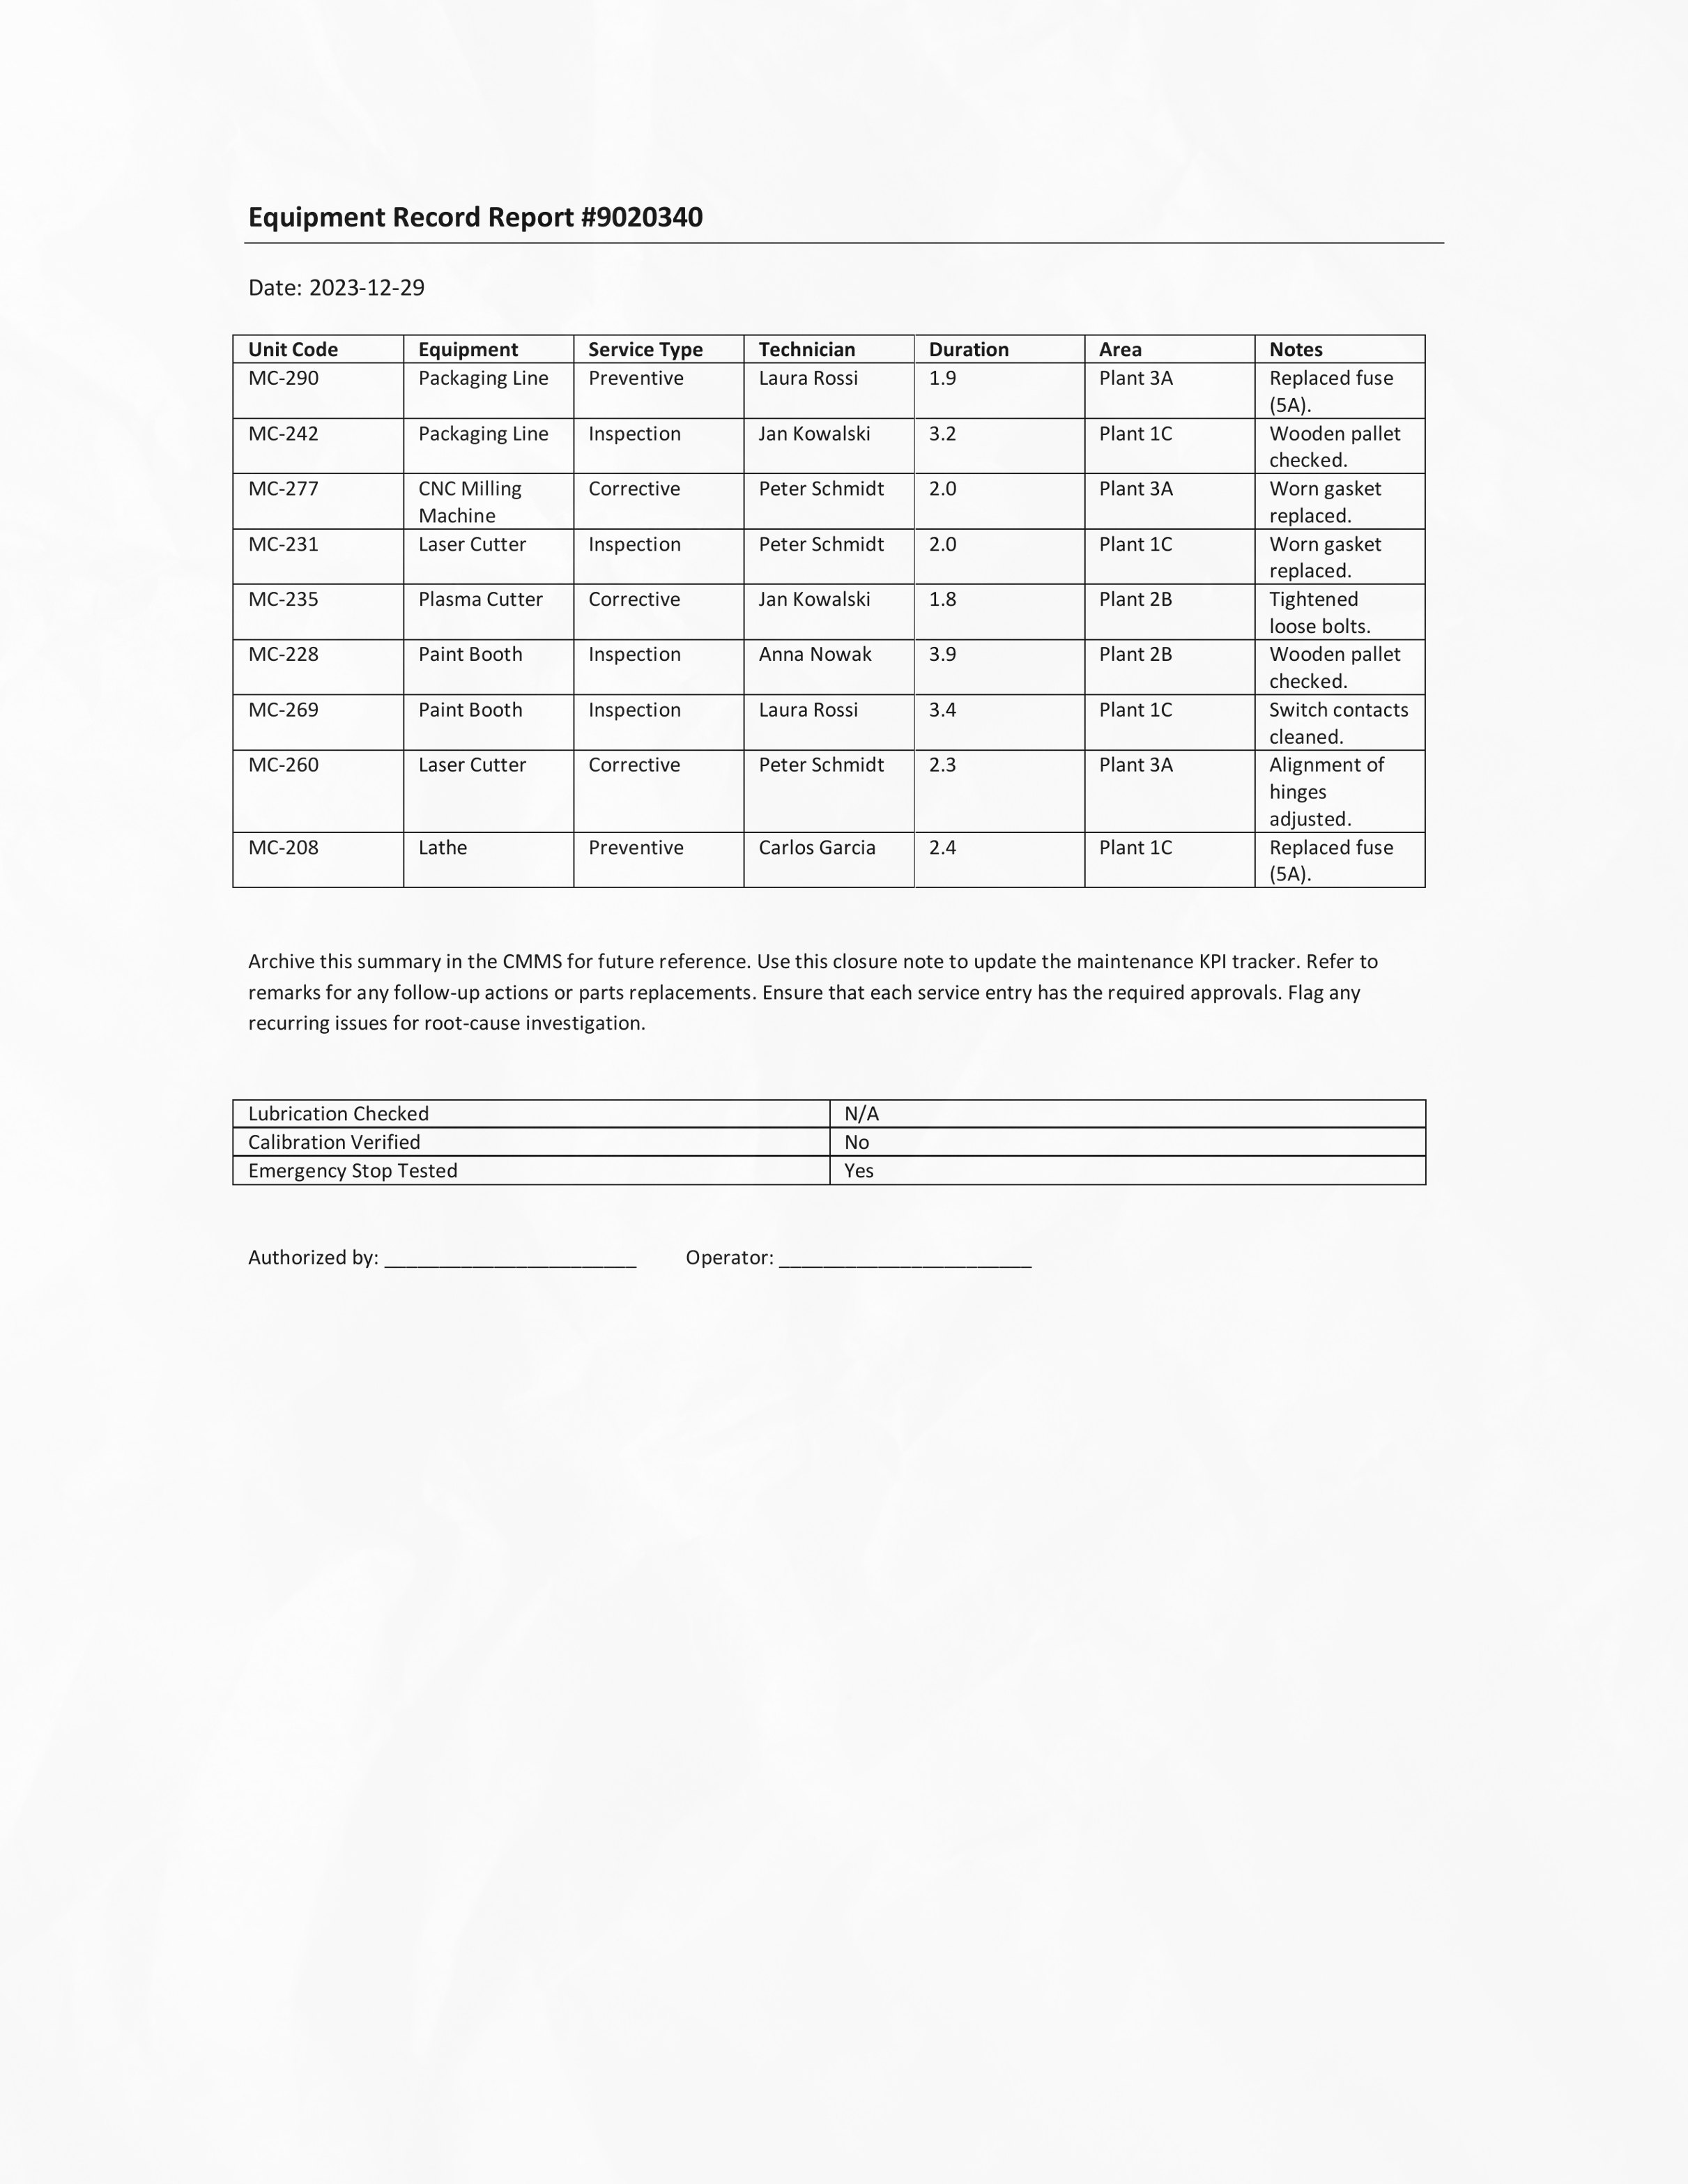 Equipment Record Report #9020340
Date: 2023-12-29
Unit Code Equipment Service Type Technician Duration Area Notes
MC-290 Packaging Line Preventive Laura Rossi 1.9 Plant 3A Replaced fuse
(5A).
MC-242 Packaging Line Inspection Jan Kowalski 3.2 Plant 1C Wooden pallet
checked.
MC-277 CNC Milling Corrective Peter Schmidt 2.0 Plant 3A Worn gasket
Machine replaced.
MC-231 Laser Cutter Inspection Peter Schmidt 2.0 Plant 1C Worn gasket
replaced.
MC-235 Plasma Cutter Corrective Jan Kowalski 1.8 Plant 2B Tightened
loose bolts.
MC-228 Paint Booth Inspection Anna Nowak 3.9 Plant 2B Wooden pallet
checked.
MC-269 Paint Booth Inspection Laura Rossi 3.4 Plant 1C Switch contacts
cleaned.
MC-260 Laser Cutter Corrective Peter Schmidt 2.3 Plant 3A Alignment of
hinges
adjusted.
MC-208 Lathe Preventive Carlos Garcia 2.4 Plant 1C Replaced fuse
(5A).
Archive this summary in the CMMS for future reference. Use this closure note to update the maintenance KPI tracker. Refer to
remarks for any follow-up actions or parts replacements. Ensure that each service entry has the required approvals. Flag any
recurring issues for root-cause investigation.
Lubrication Checked N/A
Calibration Verified No
Emergency Stop Tested Yes
Authorized by: _______________________ Operator: _______________________